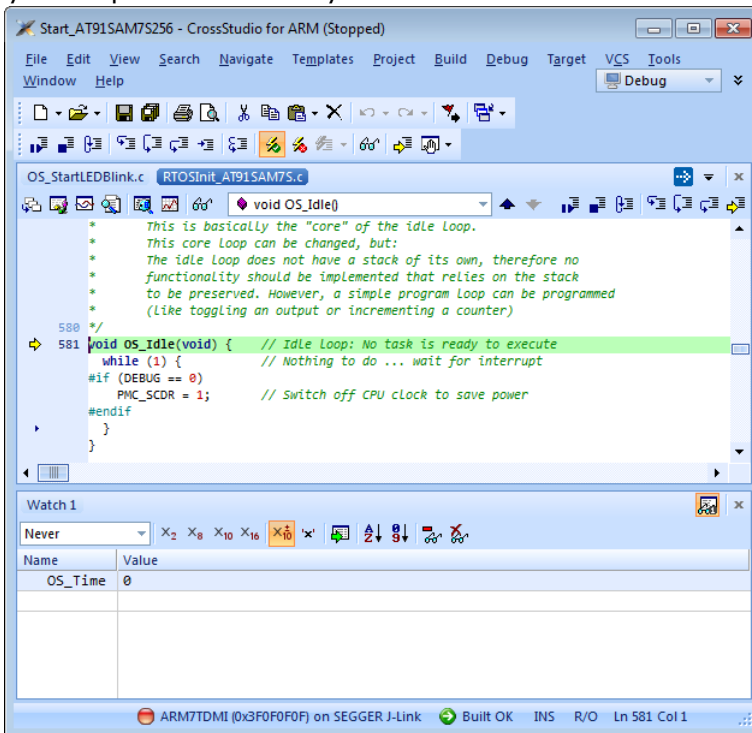 Start_AT91SAM7S256 - CrossStudio for ARM (Stopped)
File Edit View Search Navigate Templates Project Build Debug Target VCS Tools
Window Help
Debug
OS_StartLEDBlink.c RTOSInit_AT91SAM7S.c
void OS_Idle()
* This is basically the "core" of the idle loop.
* This core loop can be changed, but:
* The idle loop does not have a stack of its own, therefore no
* functionality should be implemented that relies on the stack
* to be preserved. However, a simple program loop can be programmed
* (Like toggling an output or incrementing a counter)
580 */
581 void OS_Idle(void) { // Idle loop: No task is ready to execute
while (1) { // Nothing to do ... wait for interrupt
#if (DEBUG == 0)
PMC_SCDR = 1; // Switch off CPU clock to save power
#endif
}
}
Watch 1
Never X2 X8 X10 X16 X±10 'x'
Name Value
OS_Time 0
ARM7TDMI (0x3F0F0F0F) on SEGGER J-Link Built OK INS R/O Ln 581 Col 1